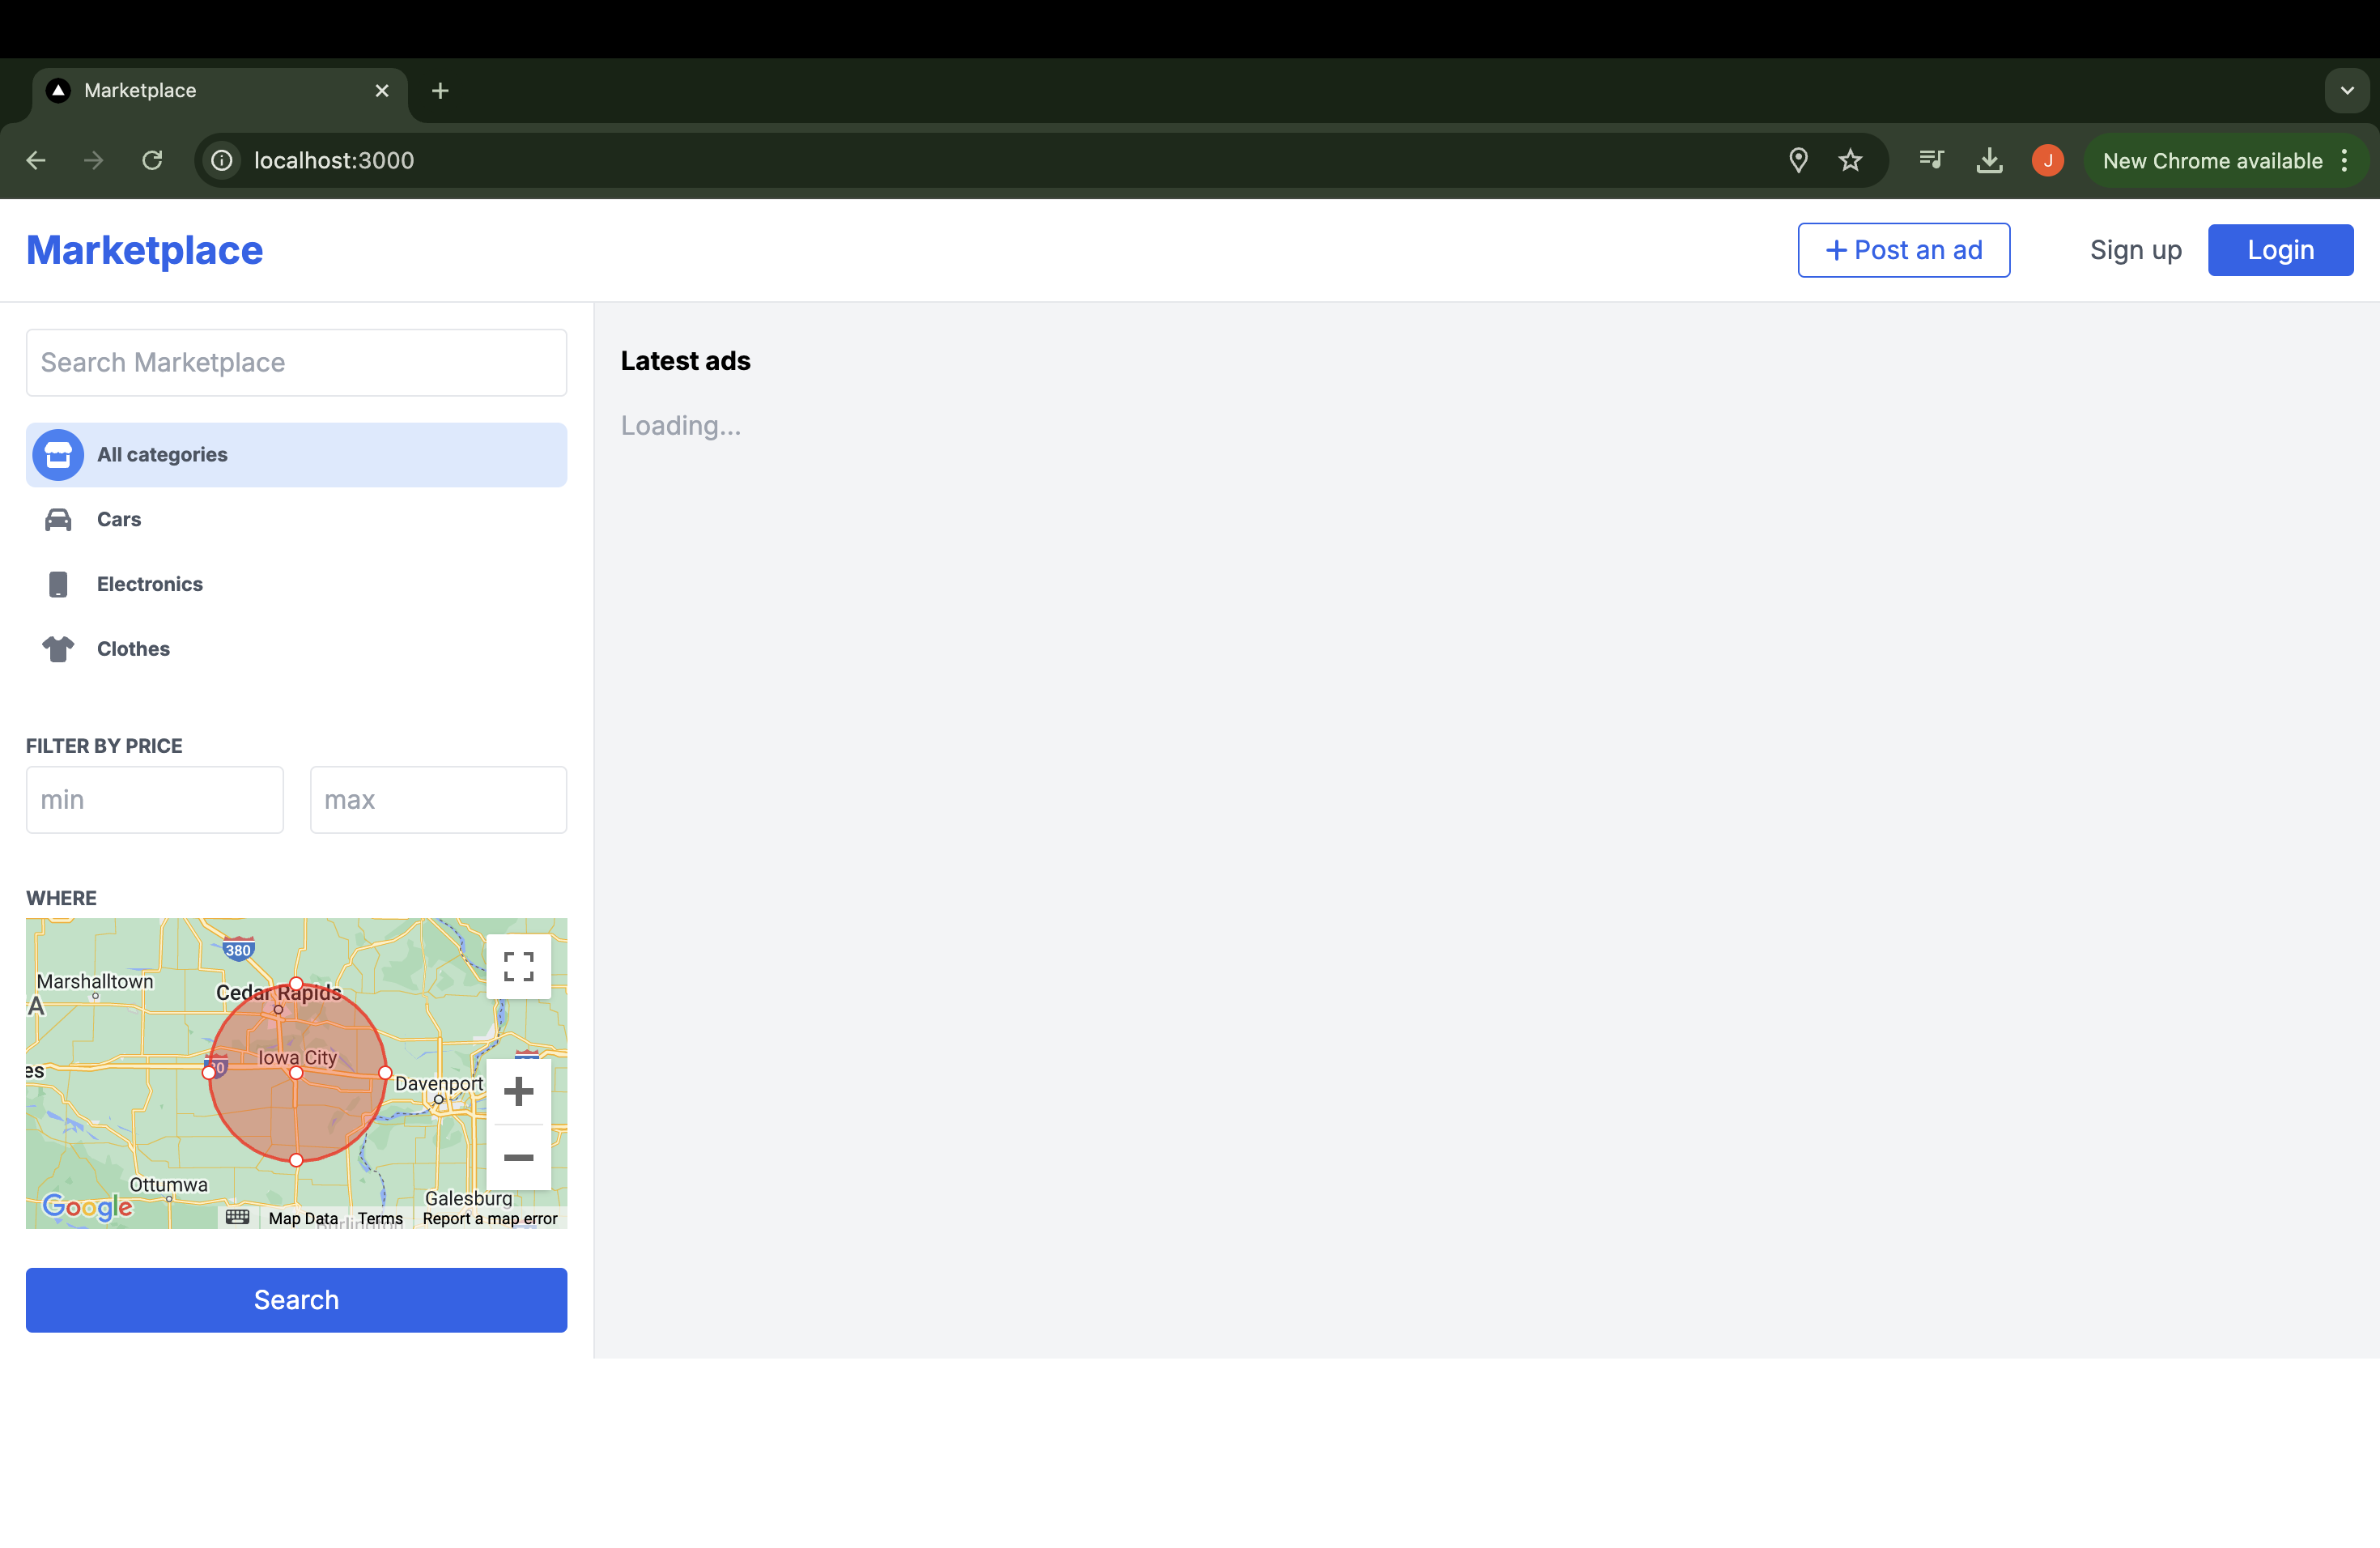 Marketplace
localhost:3000
J
New Chrome available
Marketplace
+ Post an ad
Sign up
Login
Search Marketplace
All categories
Cars
Electronics
Clothes
FILTER BY PRICE
min
max
WHERE
380
Marshalltown
Cedar Rapids
A
Iowa City
es
Davenport
Ottumwa
Galesburg
Google
Map Data
Terms
Report a map error
Search
Latest ads
Loading...